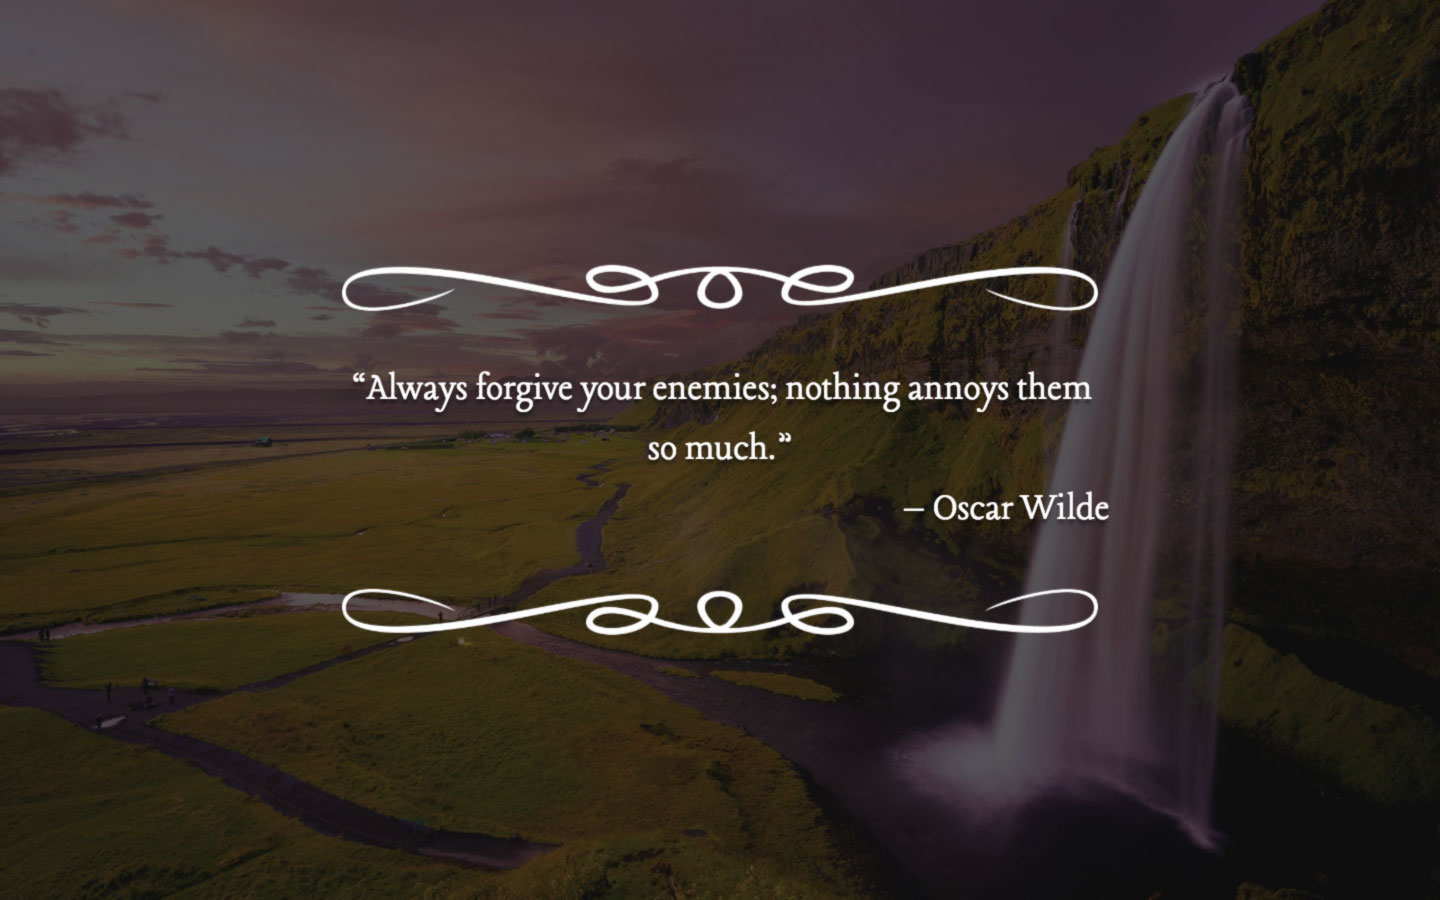 “Always forgive your enemies; nothing annoys them
so much.”
– Oscar Wilde